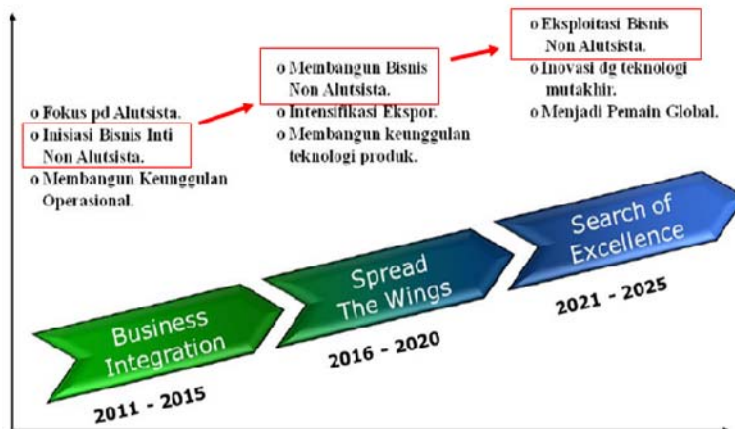 o Fokus pd Alutsista.
o Inisiasi Bisnis Inti
Non Alutsista.
o Membangun Keunggulan
Operasional.
o Membangun Bisnis
Non Alutsista.
o Intensifikasi Ekspor.
o Membangun keunggulan
teknologi produk.
o Eksploitasi Bisnis
Non Alutsista.
o Inovasi dg teknologi
mutakhir.
o Menjadi Pemain Global.
Business
Integration
2011 - 2015
Spread
The Wings
2016 - 2020
Search of
Excellence
2021 - 2025